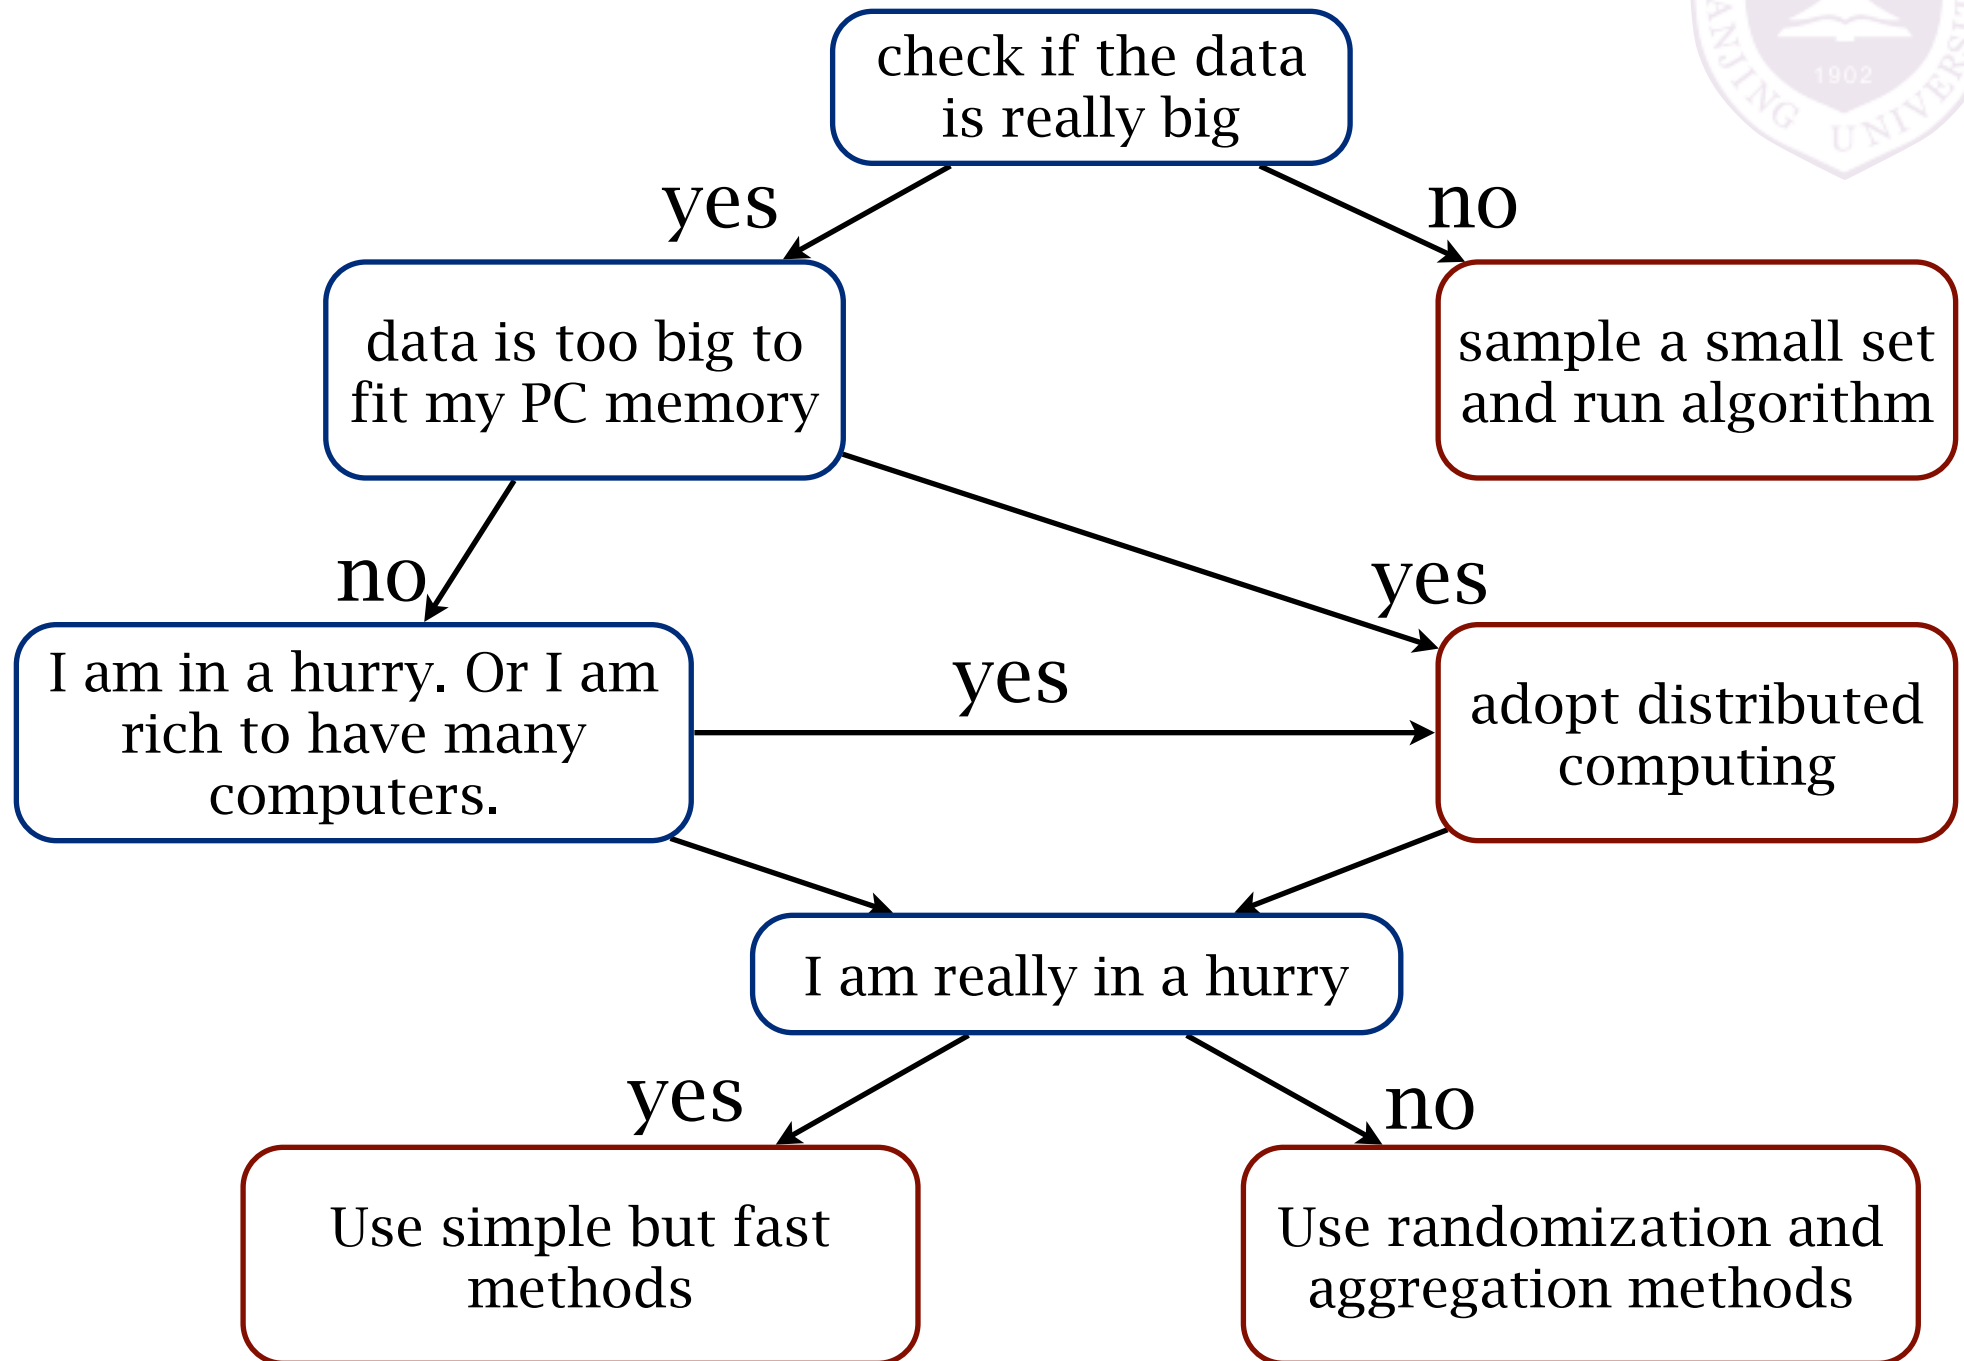 check if the data
is really big
yes
no
data is too big to
fit my PC memory
sample a small set
and run algorithm
no
yes
I am in a hurry. Or I am
rich to have many
computers.
yes
adopt distributed
computing
I am really in a hurry
yes
no
Use simple but fast
methods
Use randomization and
aggregation methods
1902